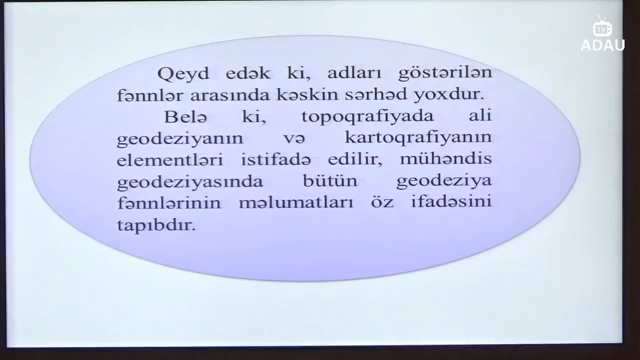 TV
ADAU
Qeyd edək ki, adları göstərilən
fənnlər arasında kəskin sərhəd yoxdur.
Belə ki, topoqrafiyada ali
geodeziyanın və kartoqrafiyanın
elementləri istifadə edilir, mühəndis
geodeziyasında bütün geodeziya
fənnlərinin məlumatları öz ifadəsini
tapıbdır.